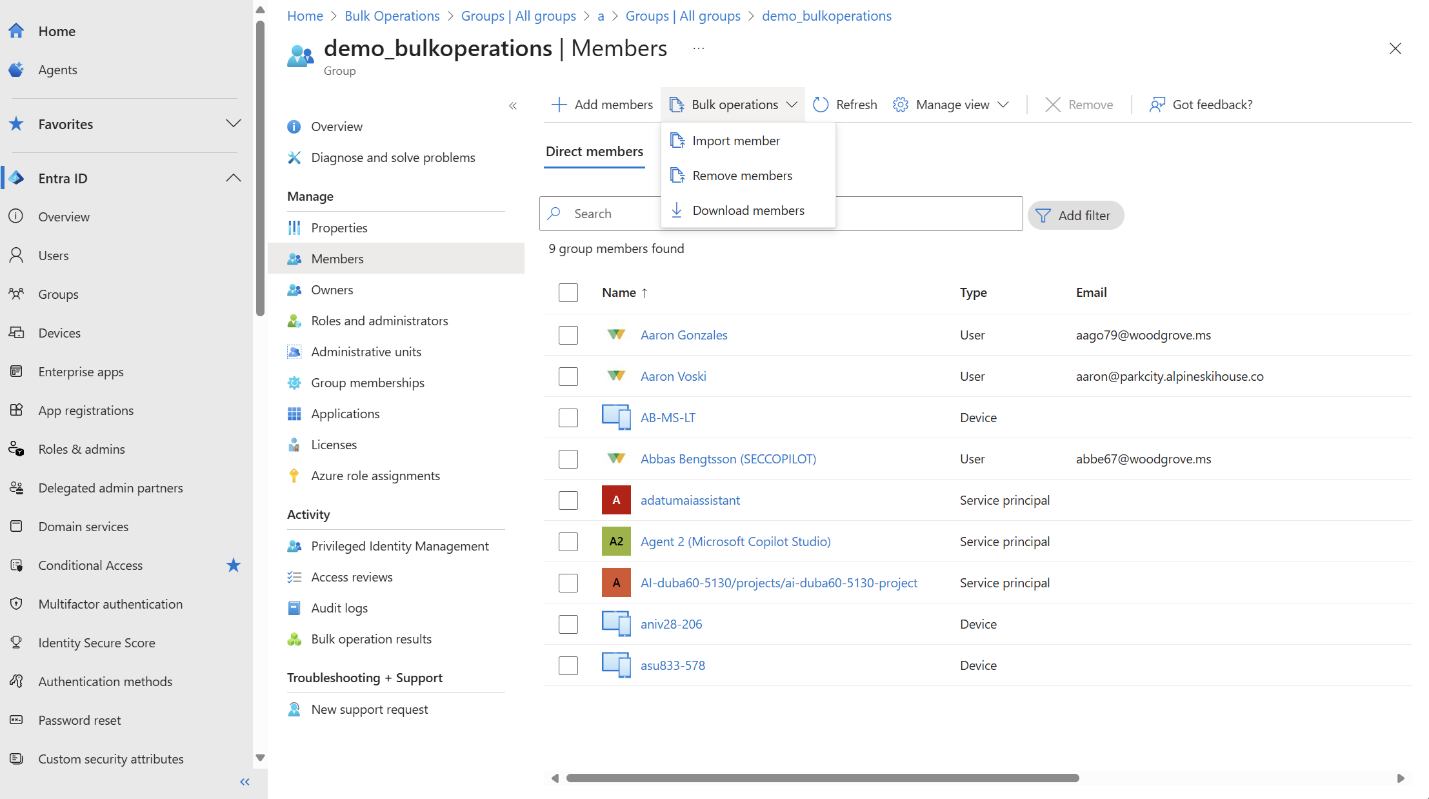 Home > Bulk Operations > Groups | All groups > a > Groups | All groups > demo_bulkoperations
demo_bulkoperations | Members ...
Group
Home
Agents
Favorites
Entra ID
Overview
Users
Groups
Devices
Enterprise apps
App registrations
Roles & admins
Delegated admin partners
Domain services
Conditional Access
Multifactor authentication
Identity Secure Score
Authentication methods
Password reset
Custom security attributes
«
«
Overview
Diagnose and solve problems
Manage
Properties
Members
Owners
Roles and administrators
Administrative units
Group memberships
Applications
Licenses
Azure role assignments
Activity
Privileged Identity Management
Access reviews
Audit logs
Bulk operation results
Troubleshooting + Support
New support request
Add members Bulk operations Refresh Manage view Remove Got feedback?
Import member
Remove members
Download members
Direct members
Search Add filter
9 group members found
Name ↑ Type Email
Aaron Gonzales User aago79@woodgrove.ms
Aaron Voski User aaron@parkcity.alpineskihouse.co
AB-MS-LT Device
Abbas Bengtsson (SECCOPILOT) User abbe67@woodgrove.ms
A adatumaiassistant Service principal
A2 Agent 2 (Microsoft Copilot Studio) Service principal
A AI-duba60-5130/projects/ai-duba60-5130-project Service principal
aniv28-206 Device
asu833-578 Device